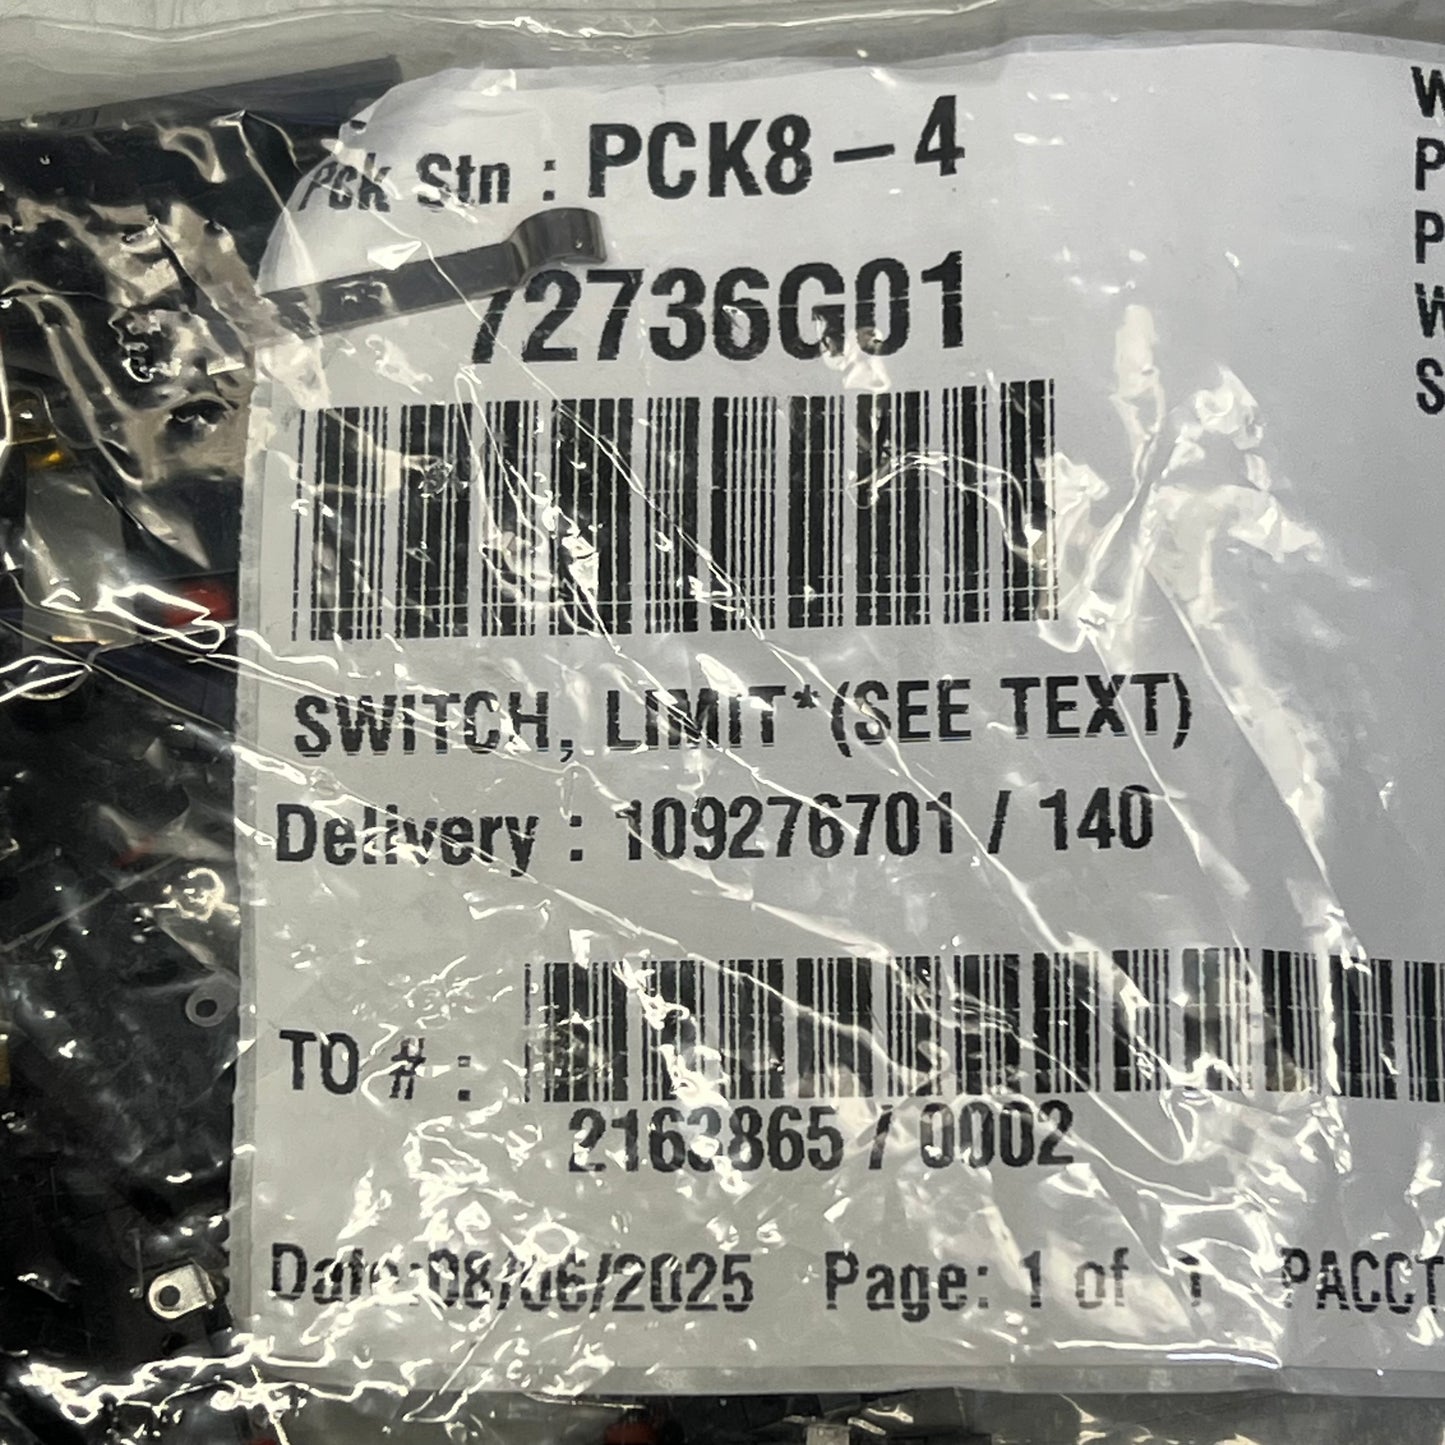 Pck Stn : PCK8-4
72736G01
SWITCH, LIMIT*(SEE TEXT)
Delivery : 109276701 / 140
TO # :
2163865 / 0002
Date:08/06/2025 Page: 1 of 1 PACCT
W
P
P
W
S